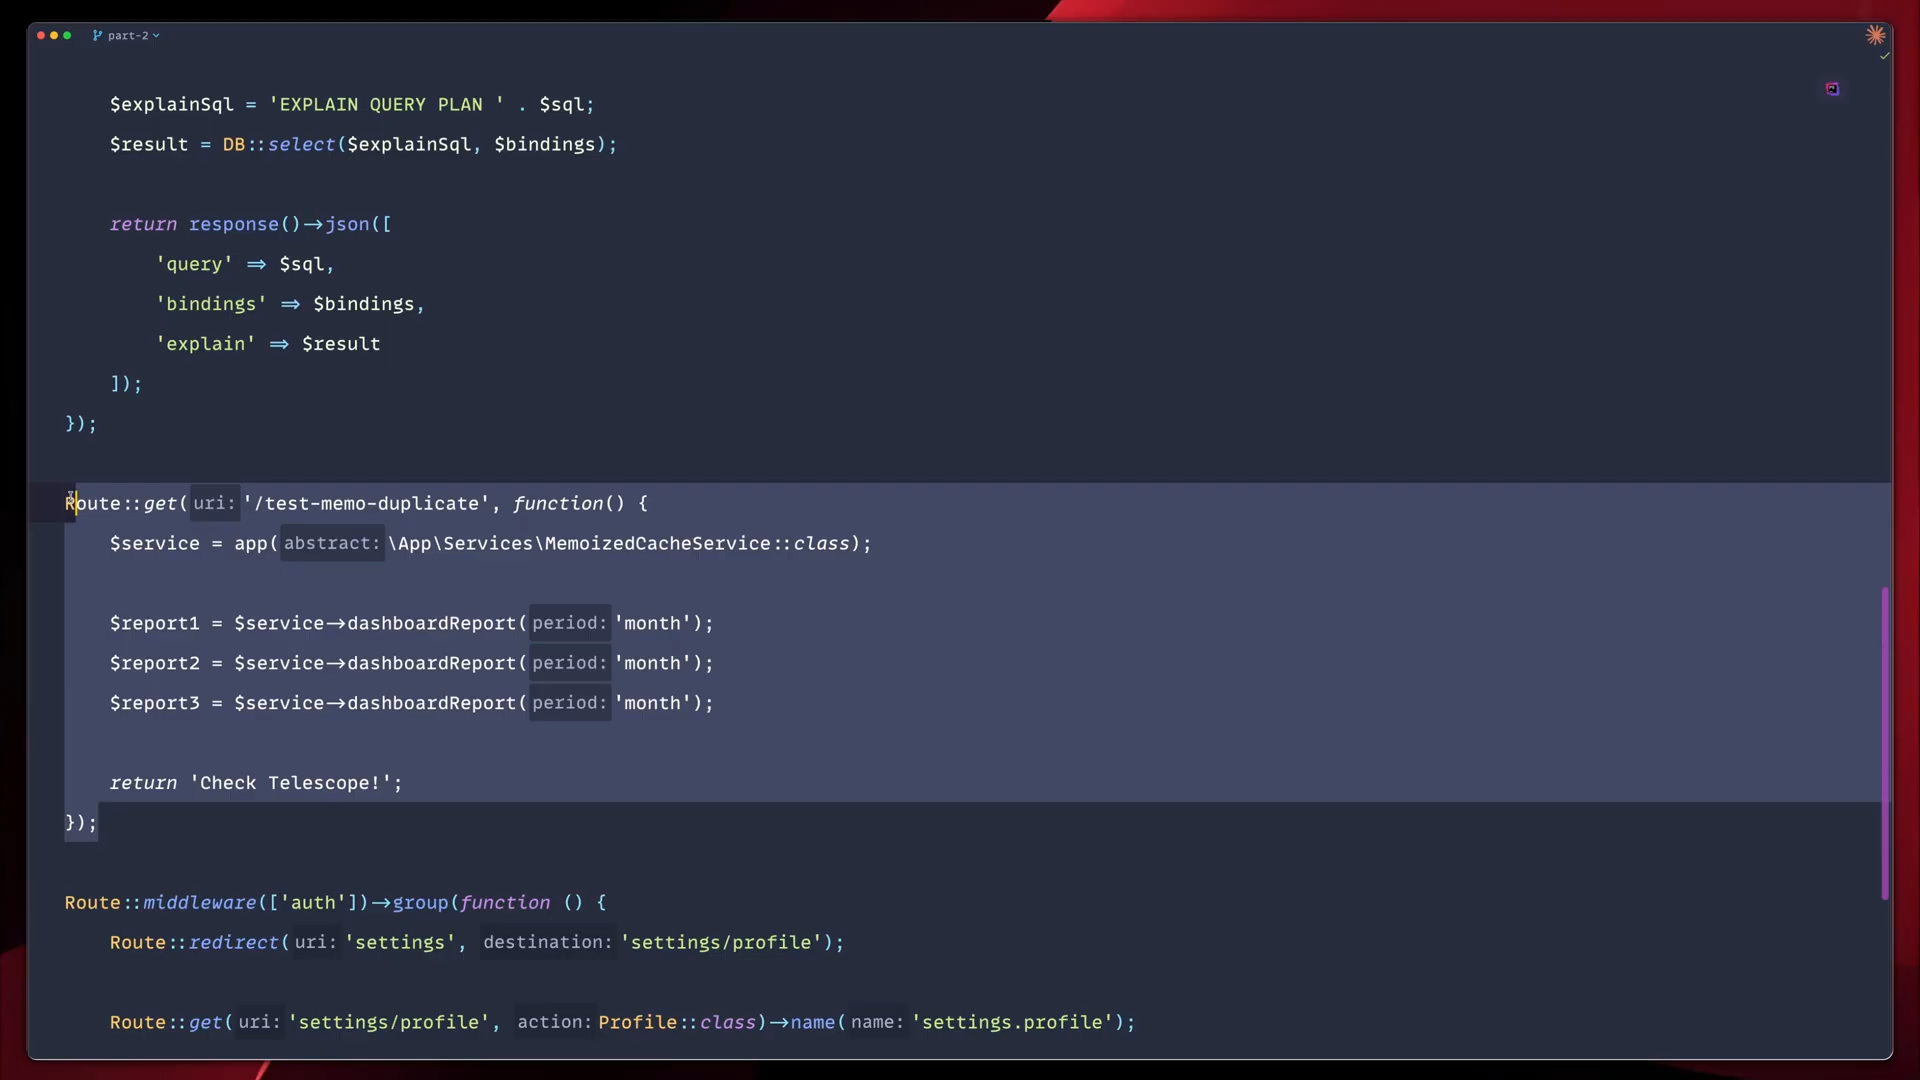 part-2
$explainSql = 'EXPLAIN QUERY PLAN ' . $sql;
$result = DB::select($explainSql, $bindings);
return response()->json([
'query' => $sql,
'bindings' => $bindings,
'explain' => $result
]);
});
Route::get( uri: '/test-memo-duplicate', function() {
$service = app( abstract: \App\Services\MemoizedCacheService::class);
$report1 = $service->dashboardReport( period: 'month');
$report2 = $service->dashboardReport( period: 'month');
$report3 = $service->dashboardReport( period: 'month');
return 'Check Telescope!';
});
Route::middleware(['auth'])->group(function () {
Route::redirect( uri: 'settings', destination: 'settings/profile');
Route::get( uri: 'settings/profile', action: Profile::class)->name( name: 'settings.profile');